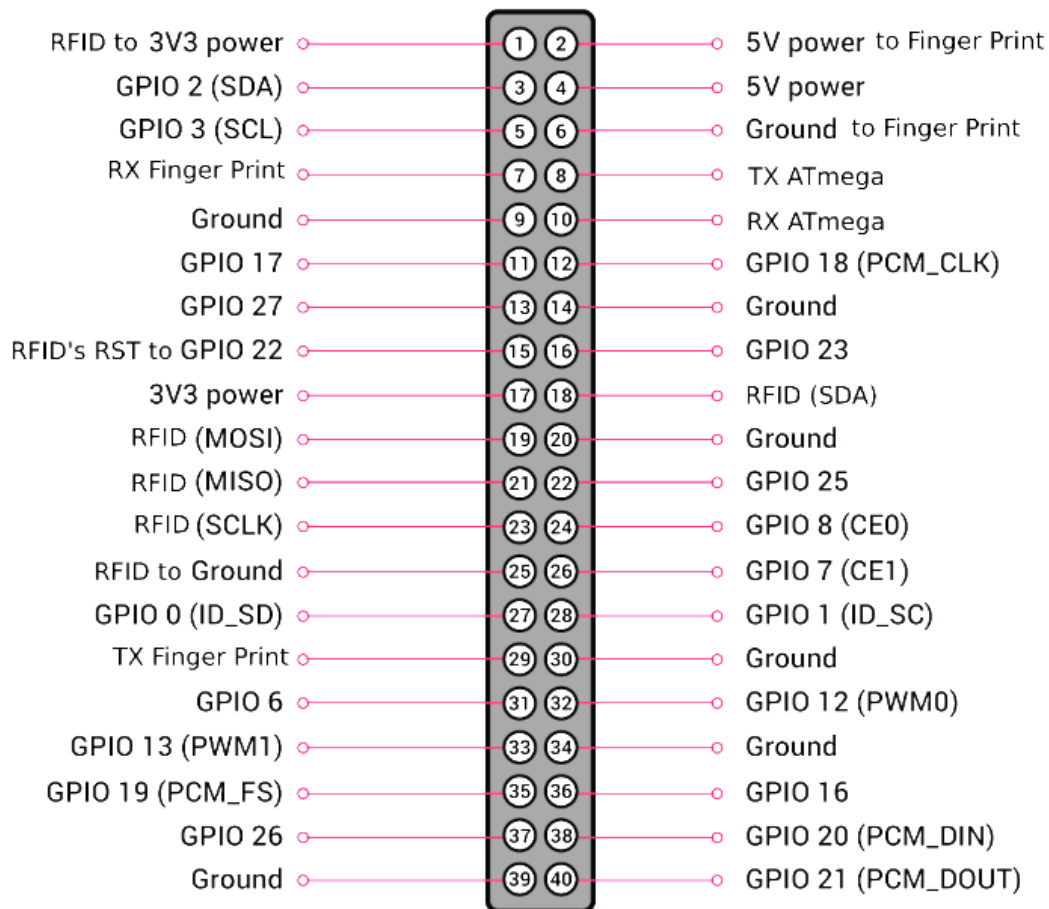 RFID to 3V3 power 1 2 5V power to Finger Print
GPIO 2 (SDA) 3 4 5V power
GPIO 3 (SCL) 5 6 Ground to Finger Print
RX Finger Print 7 8 TX ATmega
Ground 9 10 RX ATmega
GPIO 17 11 12 GPIO 18 (PCM_CLK)
GPIO 27 13 14 Ground
RFID's RST to GPIO 22 15 16 GPIO 23
3V3 power 17 18 RFID (SDA)
RFID (MOSI) 19 20 Ground
RFID (MISO) 21 22 GPIO 25
RFID (SCLK) 23 24 GPIO 8 (CE0)
RFID to Ground 25 26 GPIO 7 (CE1)
GPIO 0 (ID_SD) 27 28 GPIO 1 (ID_SC)
TX Finger Print 29 30 Ground
GPIO 6 31 32 GPIO 12 (PWM0)
GPIO 13 (PWM1) 33 34 Ground
GPIO 19 (PCM_FS) 35 36 GPIO 16
GPIO 26 37 38 GPIO 20 (PCM_DIN)
Ground 39 40 GPIO 21 (PCM_DOUT)